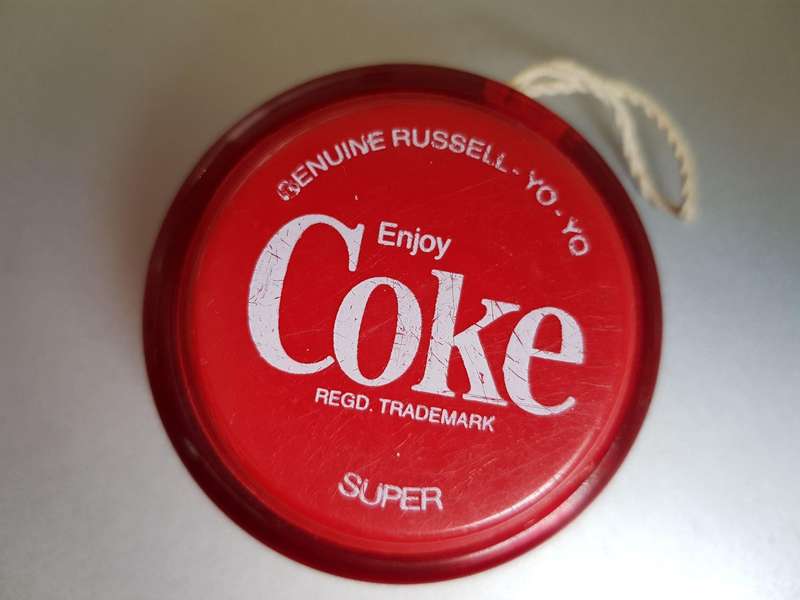 GENUINE RUSSELL - YO - YO
Enjoy
Coke
REGD. TRADEMARK
SUPER